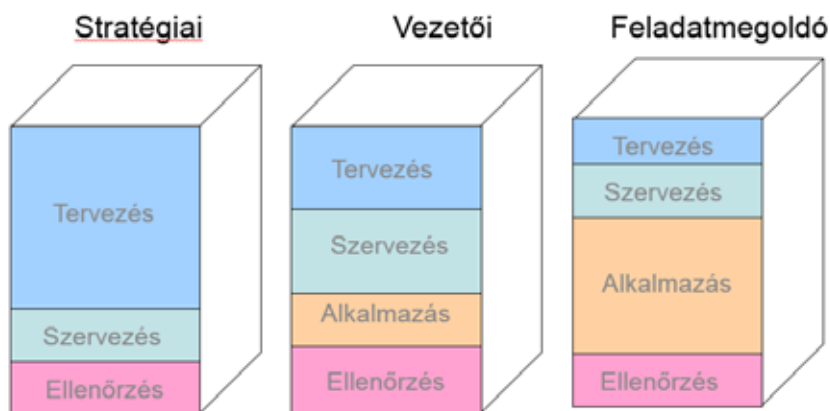 Stratégiai
Vezetői
Feladatmegoldó
Tervezés
Szervezés
Ellenőrzés
Tervezés
Szervezés
Alkalmazás
Ellenőrzés
Tervezés
Szervezés
Alkalmazás
Ellenőrzés